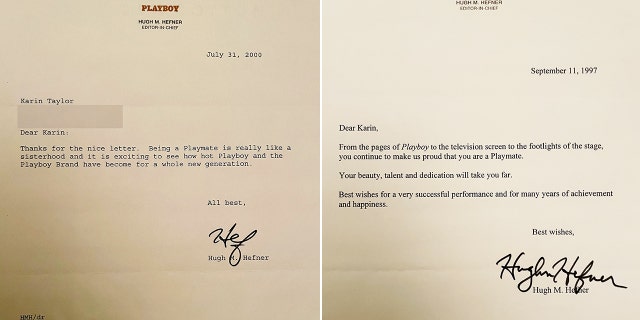 PLAYBOY
HUGH M. HEFNER
EDITOR-IN-CHIEF
July 31, 2000
Karin Taylor
Dear Karin:
Thanks for the nice letter. Being a Playmate is really like a
sisterhood and it is exciting to see how hot Playboy and the
Playboy Brand have become for a whole new generation.
All best,
Hef
Hugh M. Hefner
HMH/dr
HUGH M. HEFNER
EDITOR-IN-CHIEF
September 11, 1997
Dear Karin,
From the pages of Playboy to the television screen to the footlights of the stage,
you continue to make us proud that you are a Playmate.
Your beauty, talent and dedication will take you far.
Best wishes for a very successful performance and for many years of achievement
and happiness.
Best wishes,
Hugh M Hefner
Hugh M. Hefner